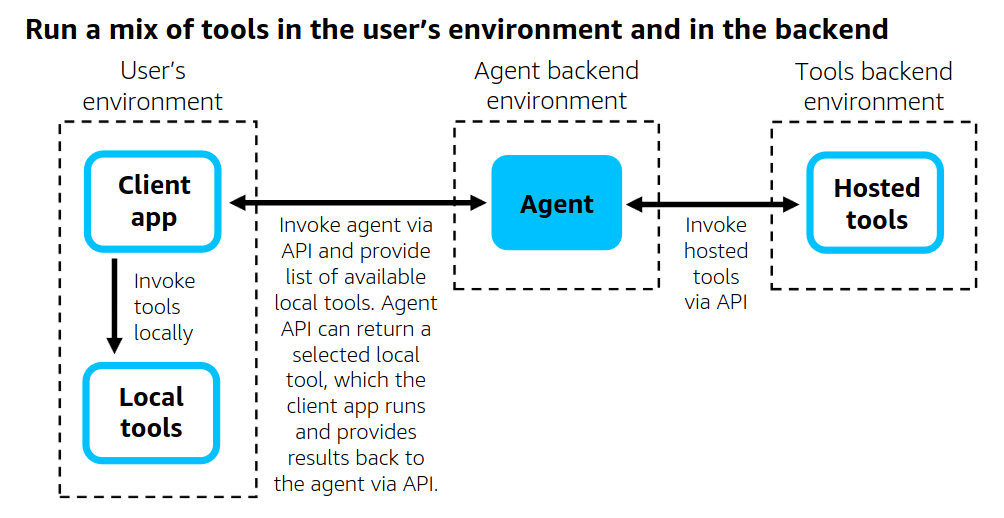 Run a mix of tools in the user’s environment and in the backend
User’s
environment
Agent backend
environment
Tools backend
environment
Client
app
Agent
Hosted
tools
Invoke
tools
locally
Local
tools
Invoke agent via
API and provide
list of available
local tools. Agent
API can return a
selected local
tool, which the
client app runs
and provides
results back to
the agent via API.
Invoke
hosted
tools
via API